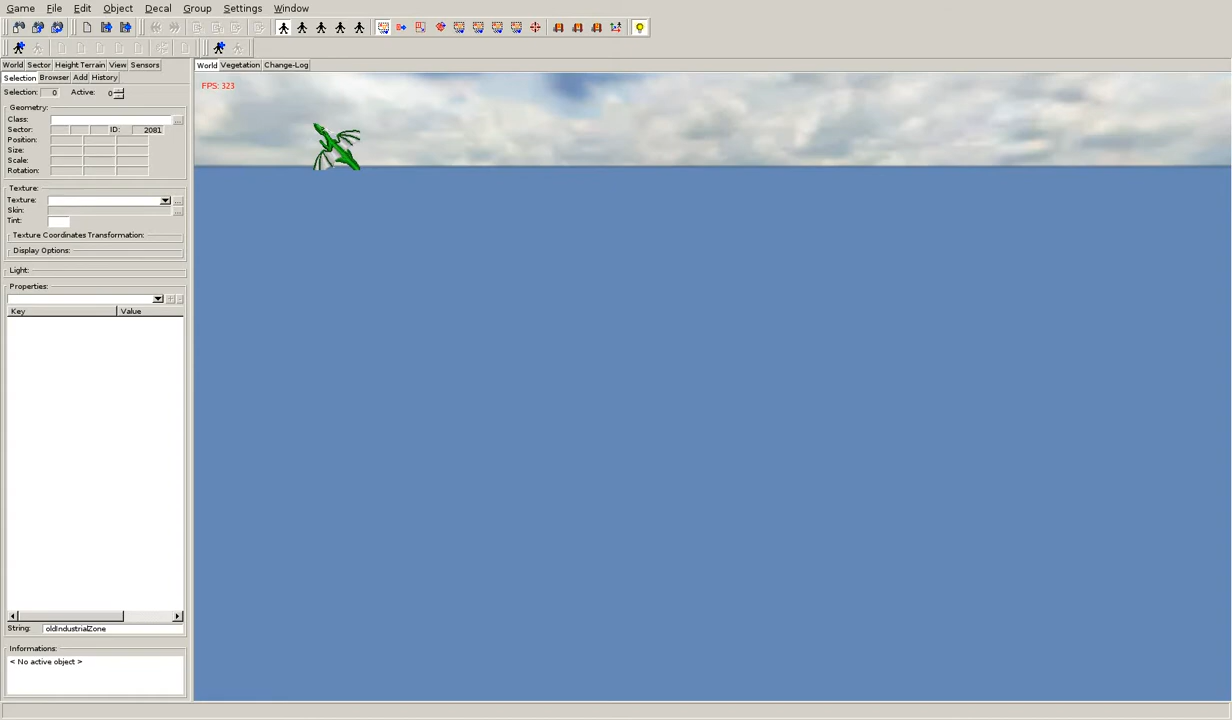 Game File Edit Decal Object Group Settings Window
World Sector Height Terrain View Sensors
Selection Browser Add History
Selection: 0 Active: 0
Geometry:
Class: ...
Sector: ID: 2081
Position:
Size:
Scale:
Rotation:
Texture:
Texture: ...
Skin: ...
Tint:
Texture Coordinates Transformation:
Display Options:
Light:
Properties:
Key Value
String: oldIndustrialZone
Informations:
< No active object >
World Vegetation Change-Log
FPS: 323